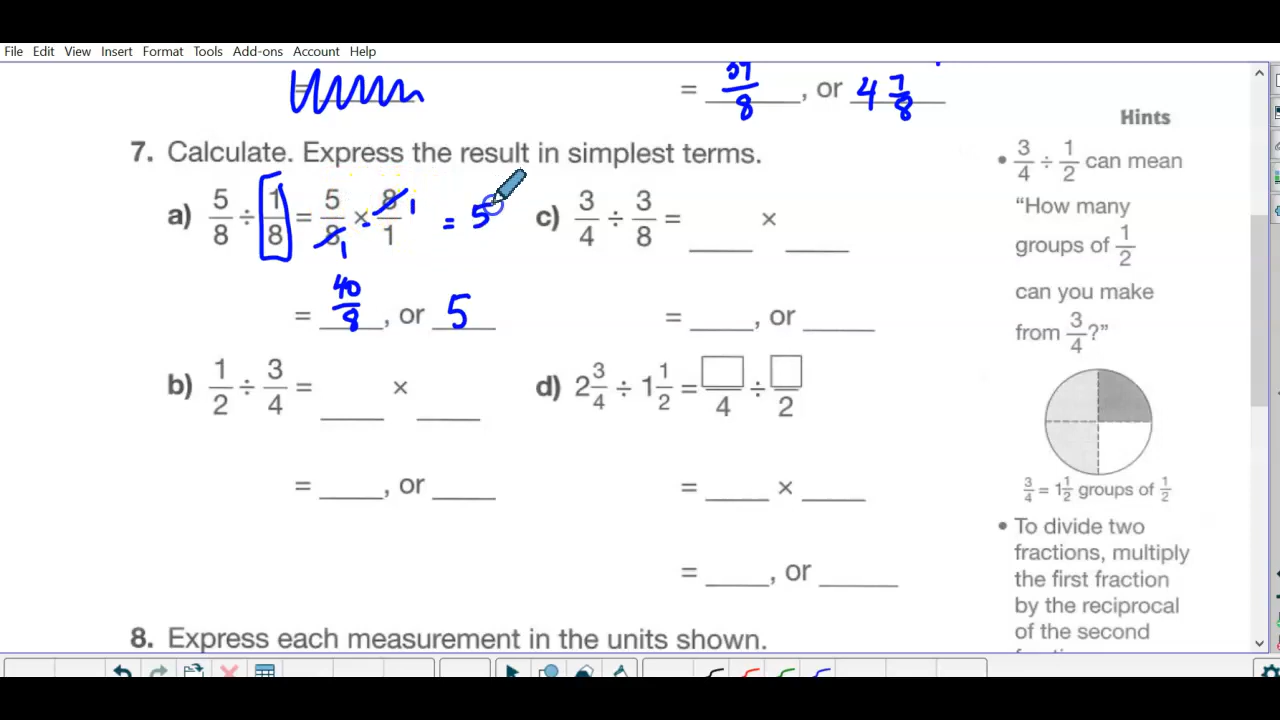 File Edit View Insert Format Tools Add-ons Account Help
= 37/8, or 4 7/8
7. Calculate. Express the result in simplest terms.
a) 5/8 ÷ 1/8 = 5/8 × 8/1 = 5
1 1
= 40/8, or 5
b) 1/2 ÷ 3/4 = ____ × ____
= ____, or ____
c) 3/4 ÷ 3/8 = ____ × ____
= ____, or ____
d) 2 3/4 ÷ 1 1/2 = □/4 ÷ □/2
= ____ × ____
= ____, or ____
8. Express each measurement in the units shown.
Hints
• 3/4 ÷ 1/2 can mean
"How many
groups of 1/2
can you make
from 3/4?"
3/4 = 1 1/2 groups of 1/2
• To divide two
fractions, multiply
the first fraction
by the reciprocal
of the second